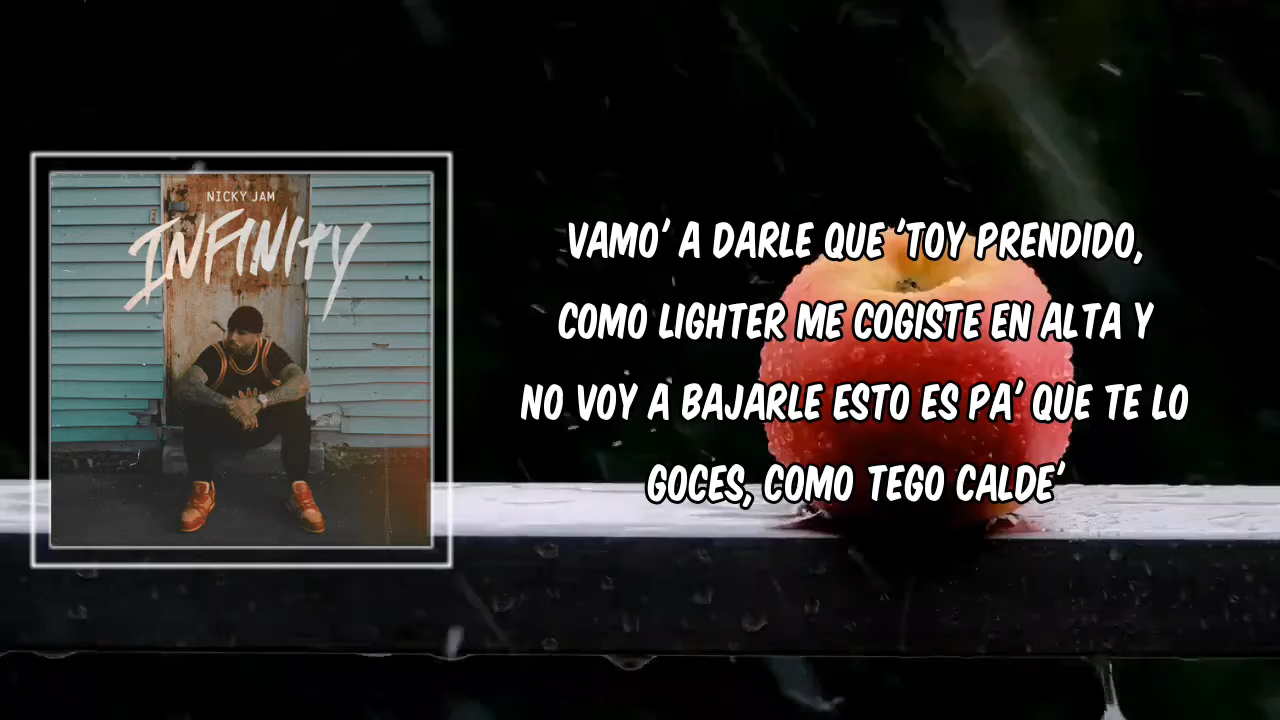 NICKY JAM
INFINITY
VAMO' A DARLE QUE 'TOY PRENDIDO,
COMO LIGHTER ME COGISTE EN ALTA Y
NO VOY A BAJARLE ESTO ES PA' QUE TE LO
GOCES, COMO TEGO CALDE'